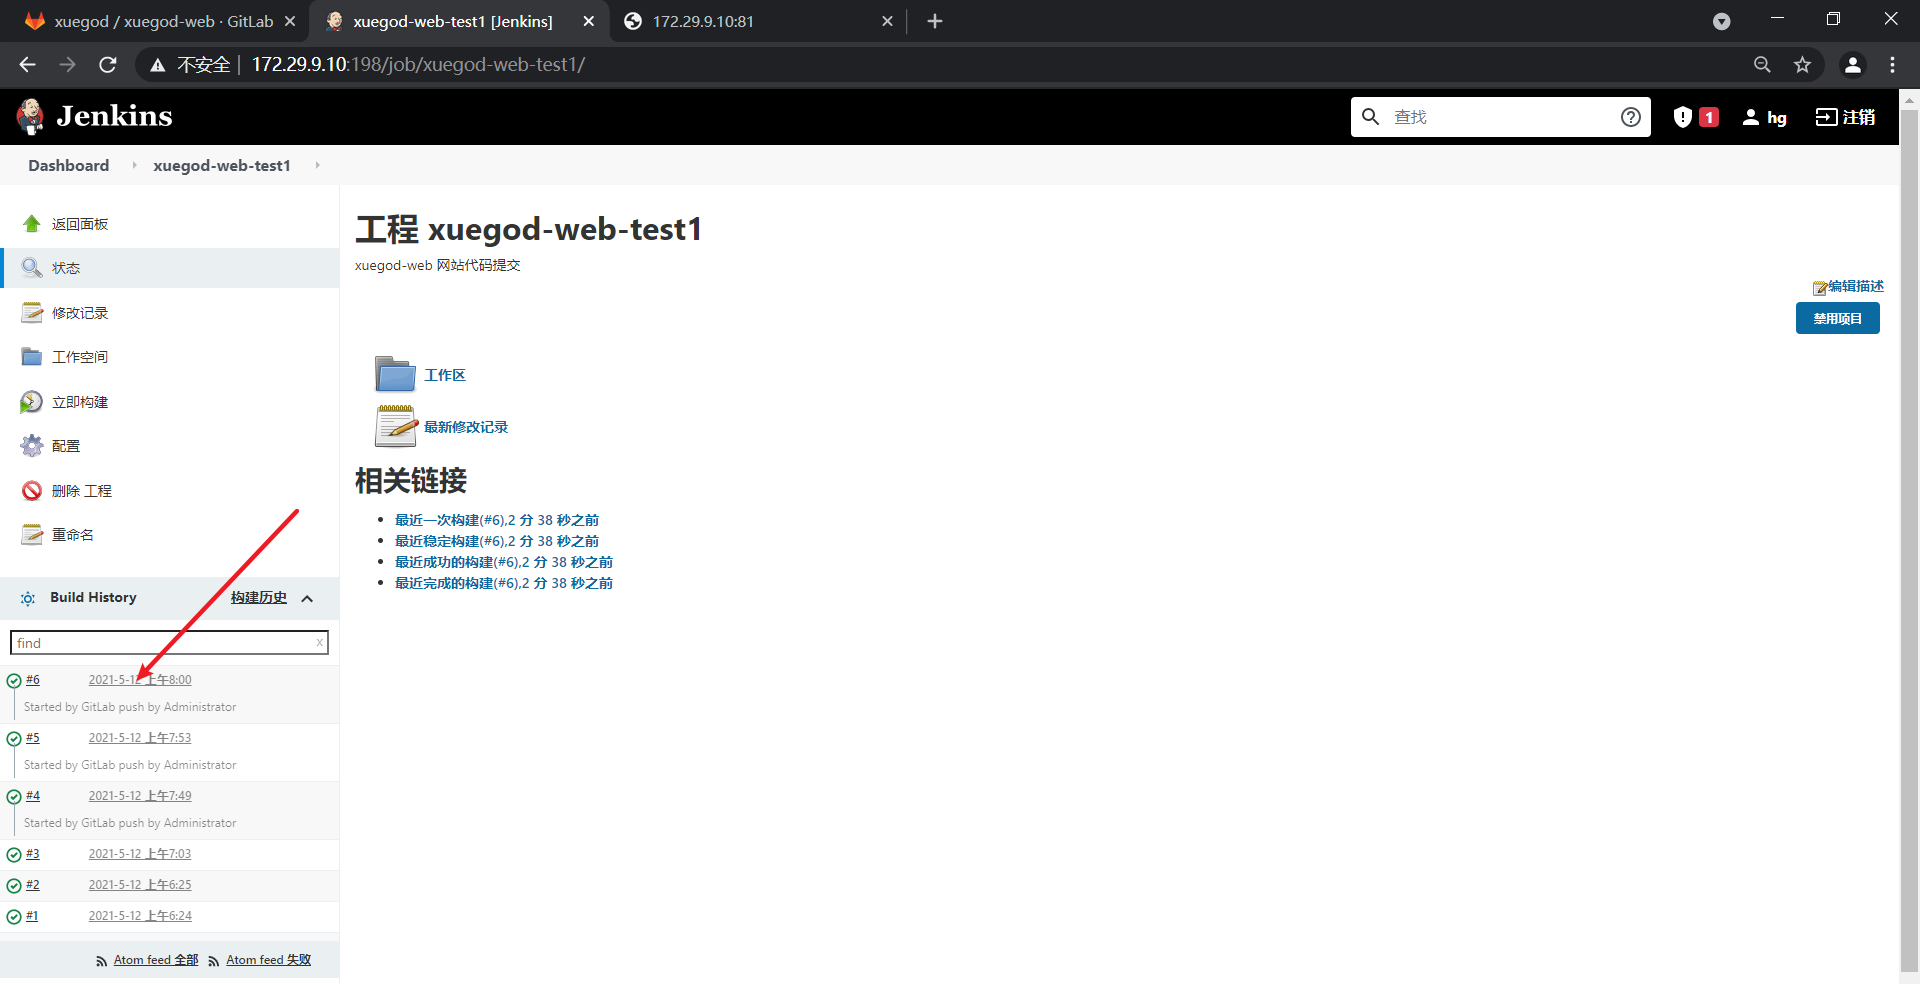 xuegod / xuegod-web · GitLab
xuegod-web-test1 [Jenkins]
172.29.9.10:81
不安全
172.29.9.10:198/job/xuegod-web-test1/
Jenkins
查找
1
hg
注销
Dashboard
xuegod-web-test1
返回面板
状态
修改记录
工作空间
立即构建
配置
删除 工程
重命名
Build History
构建历史
find
x
#6
2021-5-12 上午8:00
Started by GitLab push by Administrator
#5
2021-5-12 上午7:53
Started by GitLab push by Administrator
#4
2021-5-12 上午7:49
Started by GitLab push by Administrator
#3
2021-5-12 上午7:03
#2
2021-5-12 上午6:25
#1
2021-5-12 上午6:24
Atom feed 全部
Atom feed 失败
工程 xuegod-web-test1
xuegod-web 网站代码提交
编辑描述
禁用项目
工作区
最新修改记录
相关链接
最近一次构建(#6),2 分 38 秒之前
最近稳定构建(#6),2 分 38 秒之前
最近成功的构建(#6),2 分 38 秒之前
最近完成的构建(#6),2 分 38 秒之前